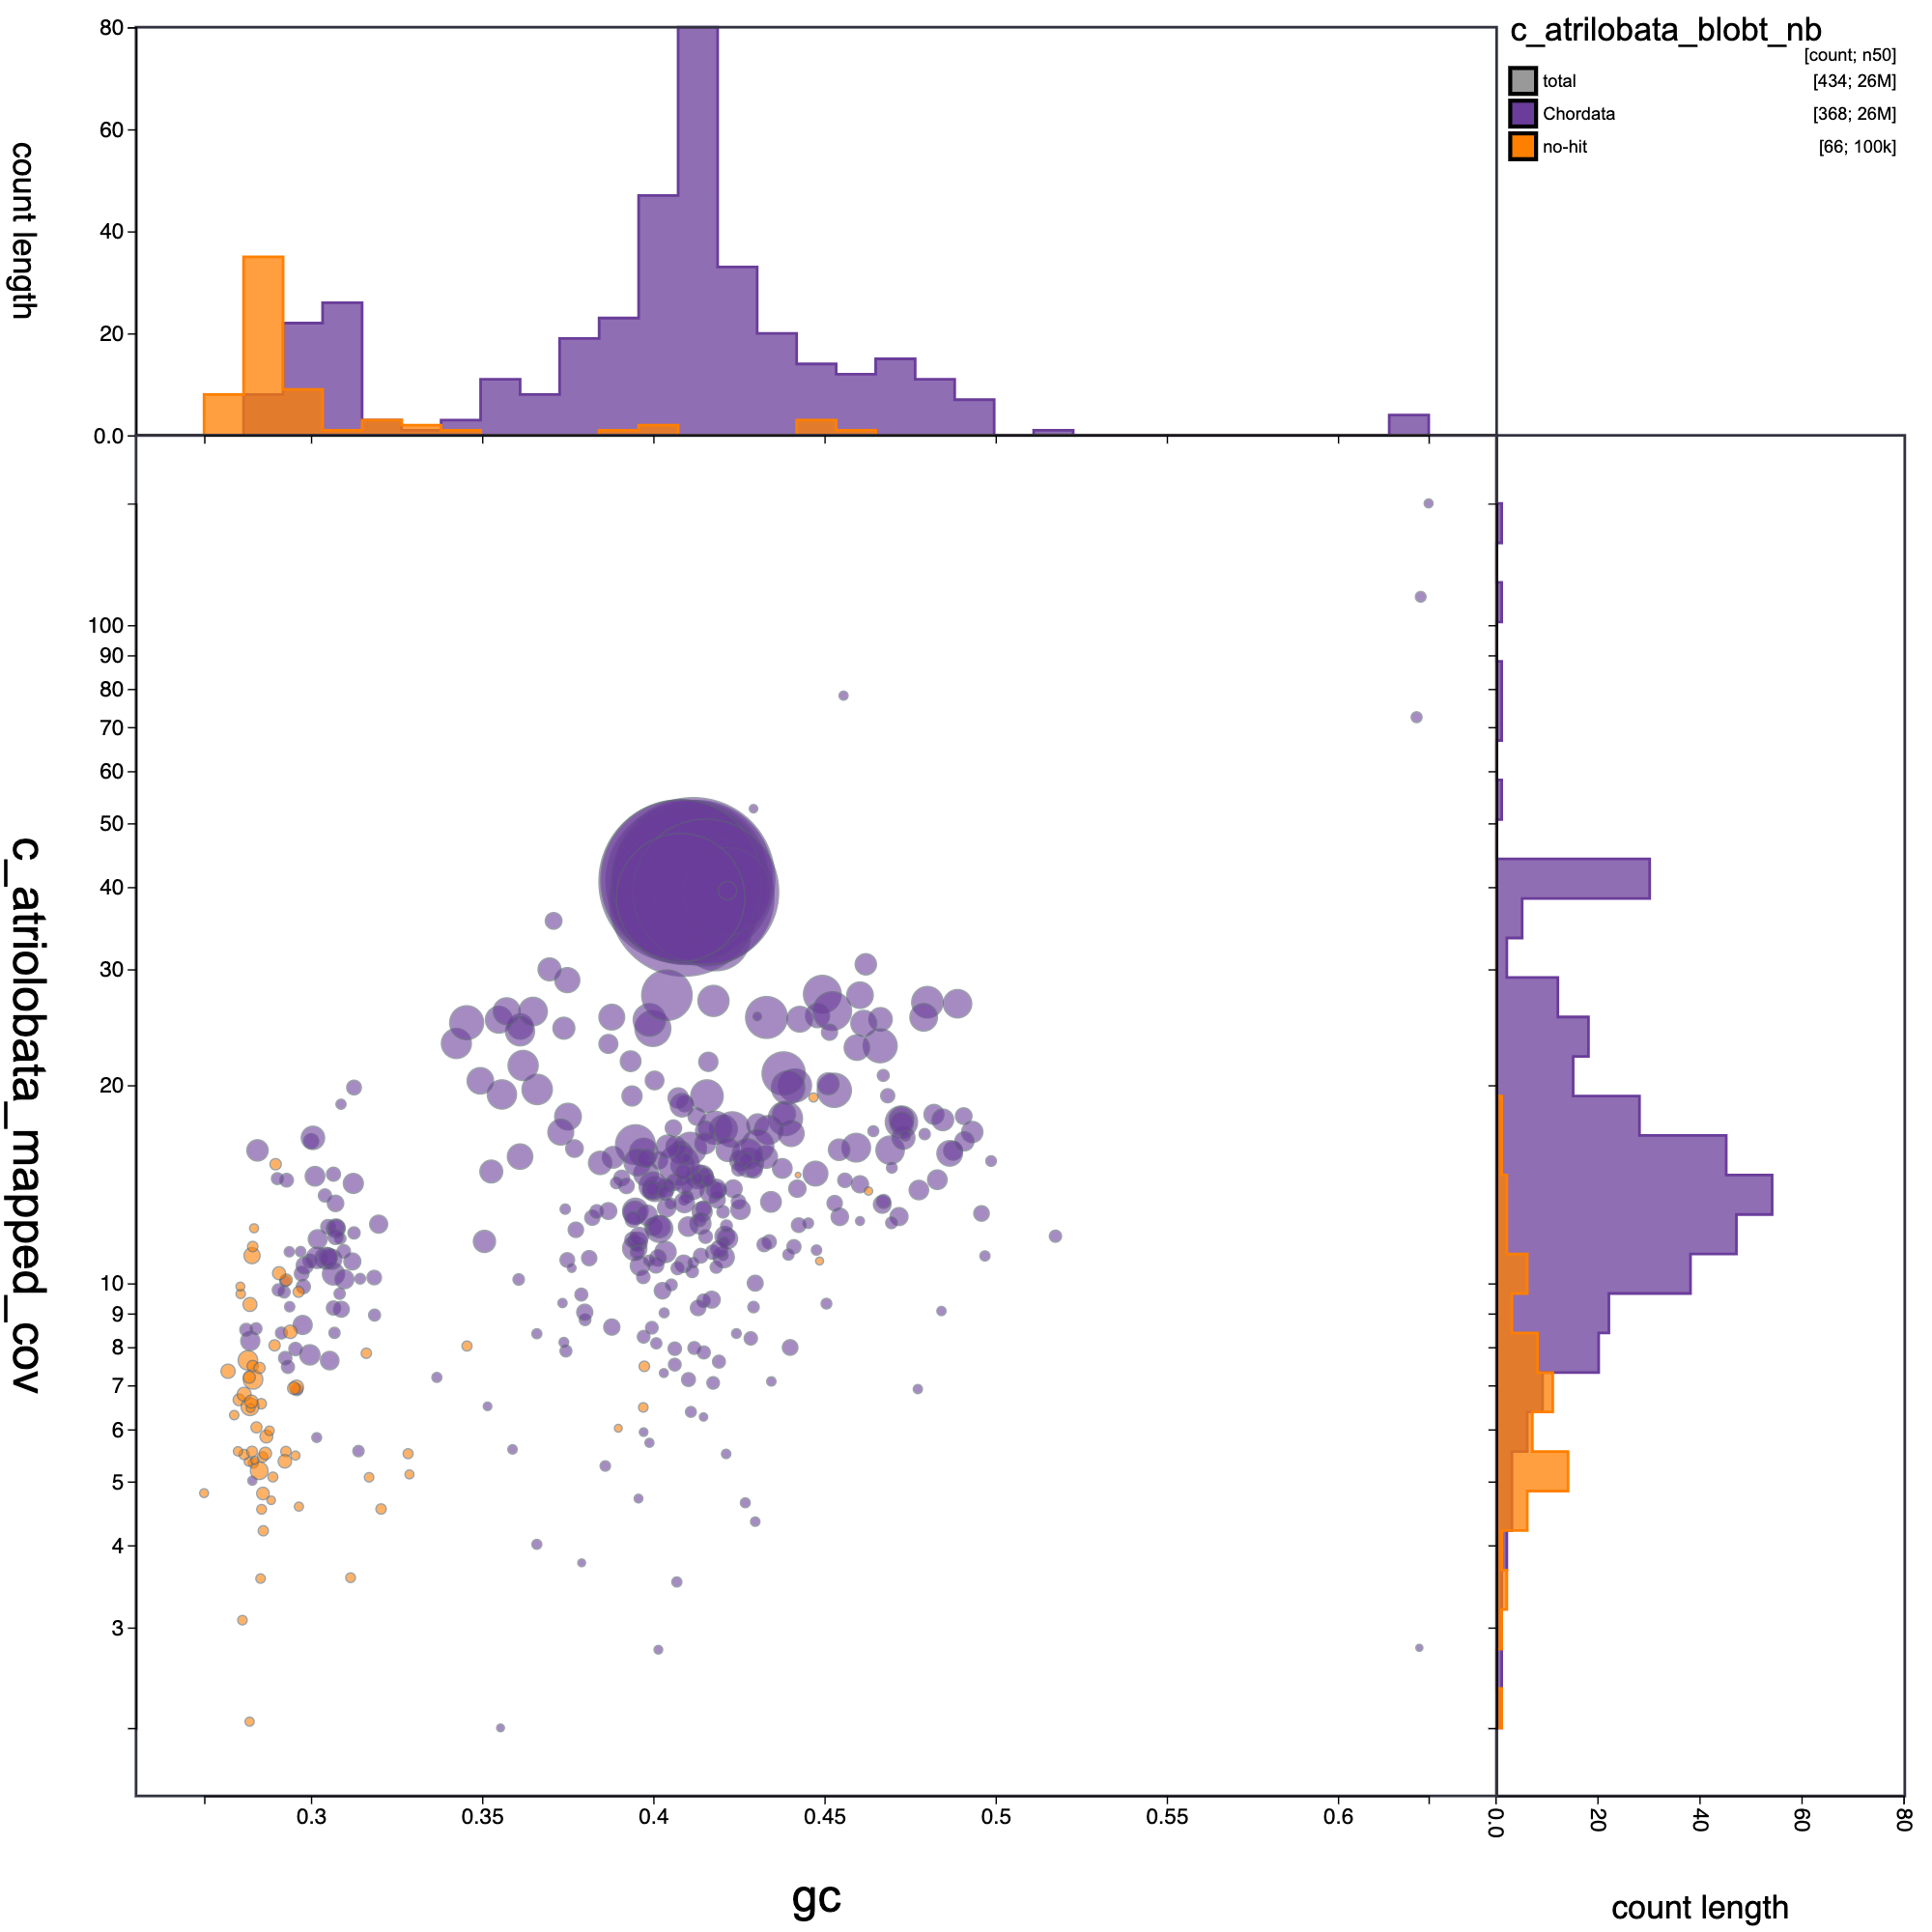 c_atrilobata_blobt_nb
[count; n50]
total [434; 26M]
Chordata [368; 26M]
no-hit [66; 100k]
count length
80
60
40
20
0.0
c_atriolobata_mapped_cov
100
90
80
70
60
50
40
30
20
10
9
8
7
6
5
4
3
0.3 0.35 0.4 0.45 0.5 0.55 0.6
gc
0.0 20 40 60 80
count length